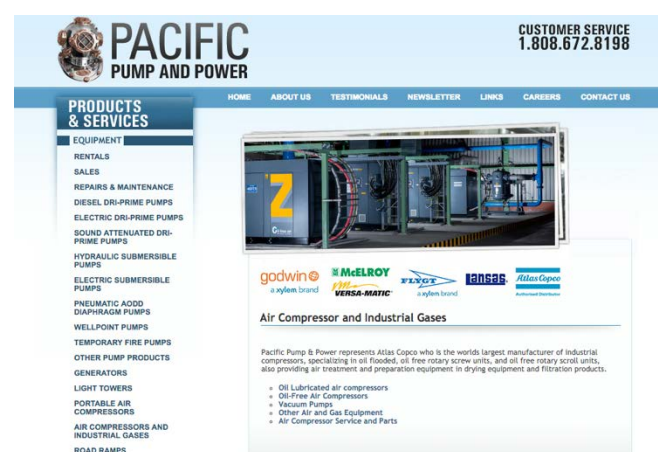 PACIFIC
PUMP AND POWER
CUSTOMER SERVICE
1.808.672.8198
HOME ABOUT US TESTIMONIALS NEWSLETTER LINKS CAREERS CONTACT US
PRODUCTS
& SERVICES
EQUIPMENT
RENTALS
SALES
REPAIRS & MAINTENANCE
DIESEL DRI-PRIME PUMPS
ELECTRIC DRI-PRIME PUMPS
SOUND ATTENUATED DRI-
PRIME PUMPS
HYDRAULIC SUBMERSIBLE
PUMPS
ELECTRIC SUBMERSIBLE
PUMPS
PNEUMATIC AODD
DIAPHRAGM PUMPS
WELLPOINT PUMPS
TEMPORARY FIRE PUMPS
OTHER PUMP PRODUCTS
GENERATORS
LIGHT TOWERS
PORTABLE AIR
COMPRESSORS
AIR COMPRESSORS AND
INDUSTRIAL GASES
ROAD RAMPS
Z
godwin
a xylem brand
McELROY
VERSA-MATIC
FLYGT
a xylem brand
LANSAS
Atlas Copco
Authorized Distributor
Air Compressor and Industrial Gases
Pacific Pump & Power represents Atlas Copco who is the worlds largest manufacturer of industrial
compressors, specializing in oil flooded, oil free rotary screw units, and oil free rotary scroll units,
also providing air treatment and preparation equipment in drying equipment and filtration products.
Oil Lubricated air compressors
Oil-Free Air Compressors
Vacuum Pumps
Other Air and Gas Equipment
Air Compressor Service and Parts